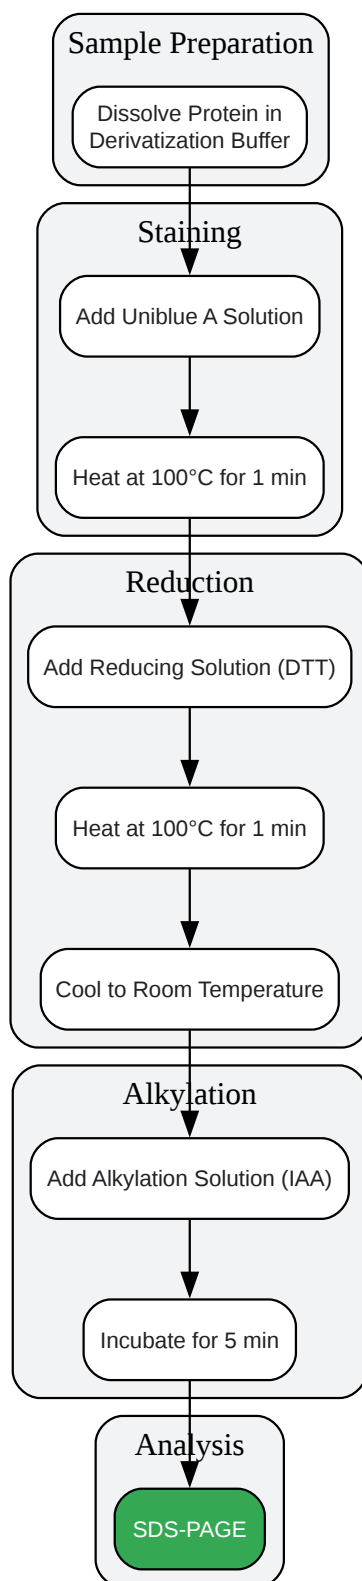 Sample Preparation
Dissolve Protein in
Derivatization Buffer
Staining
Add Uniblue A Solution
Heat at 100°C for 1 min
Reduction
Add Reducing Solution (DTT)
Heat at 100°C for 1 min
Cool to Room Temperature
Alkylation
Add Alkylation Solution (IAA)
Incubate for 5 min
Analysis
SDS-PAGE